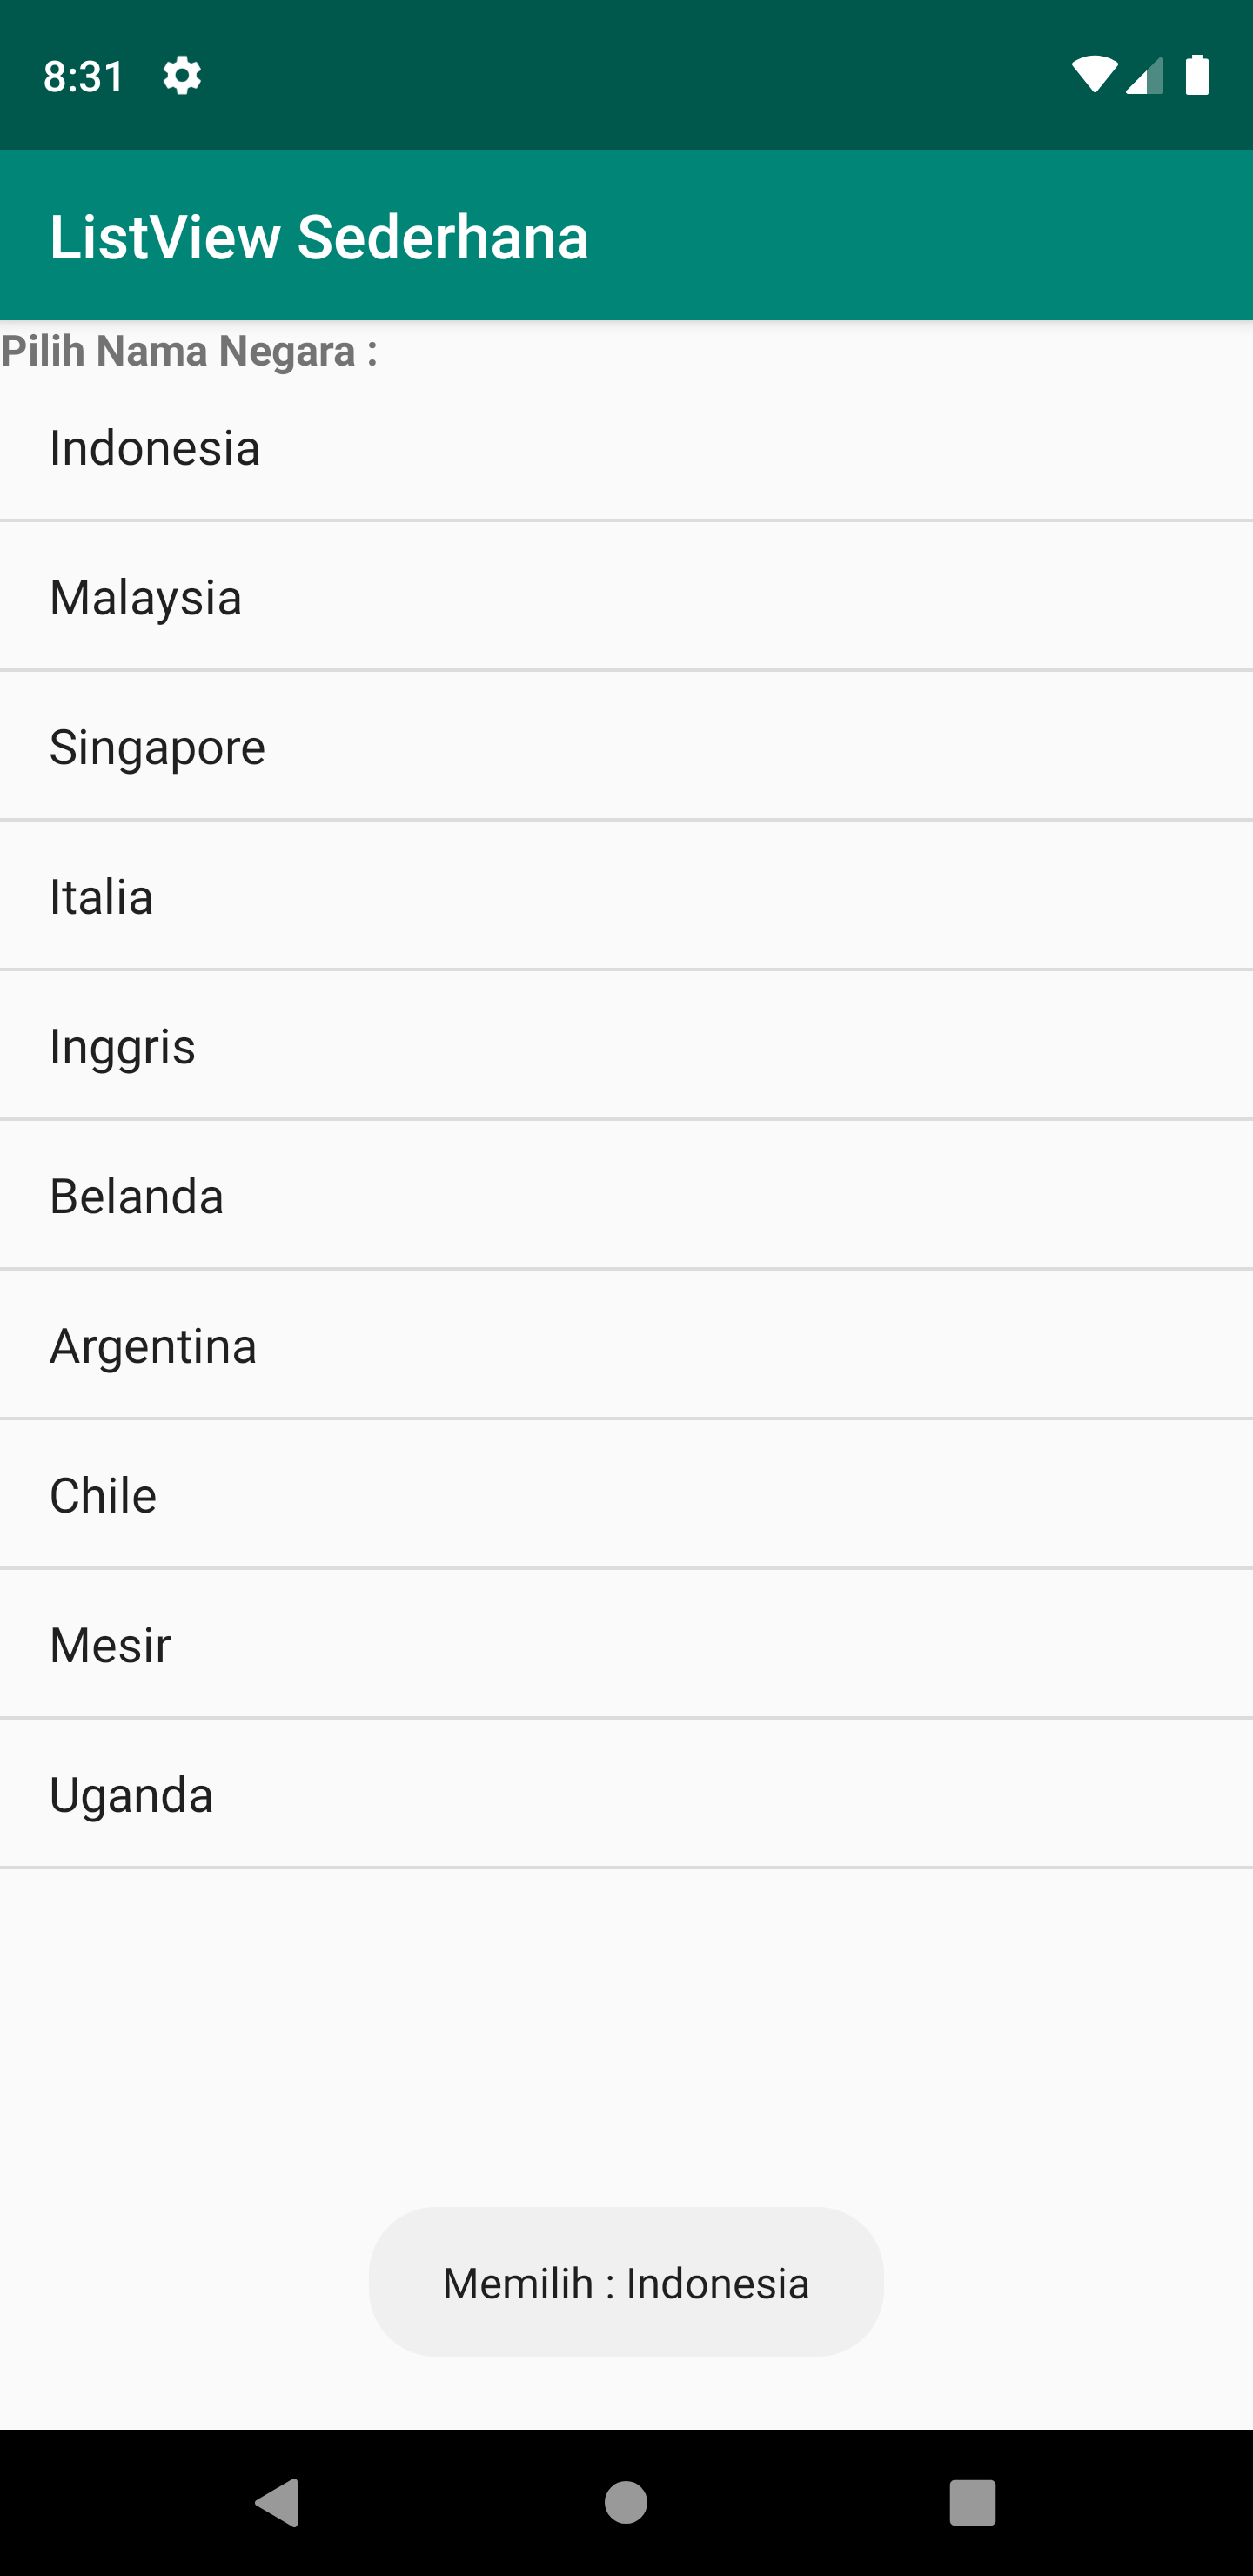 8:31
ListView Sederhana
Pilih Nama Negara :
Indonesia
Malaysia
Singapore
Italia
Inggris
Belanda
Argentina
Chile
Mesir
Uganda
Memilih : Indonesia